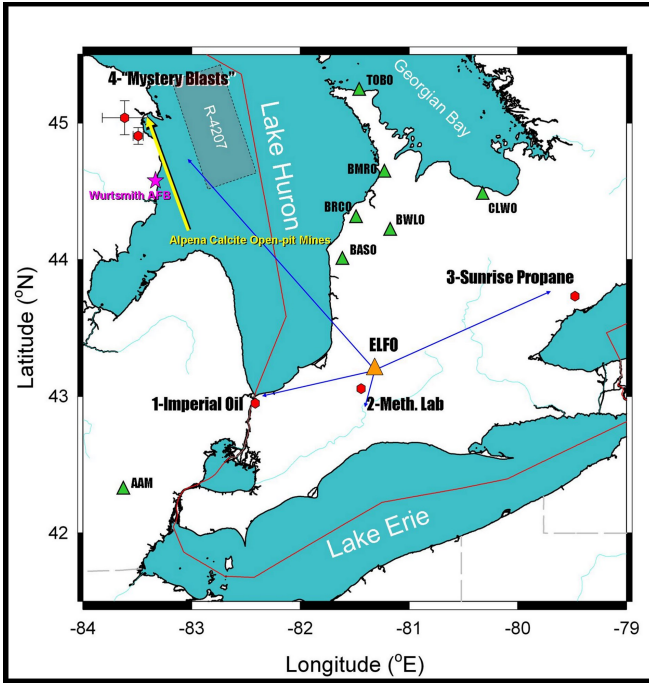 TOBO
4-"Mystery Blasts"
Georgian Bay
R-4207
Lake Huron
45
BMRO
Wurtsmith AFB
CLWO
BRCO
BWLO
Alpena Calcite Open-pit Mines
BASO
44
3-Sunrise Propane
Latitude (°N)
ELFO
43
1-Imperial Oil
2-Meth. Lab
AAM
42
Lake Erie
-84
-83
-82
-81
-80
-79
Longitude (°E)